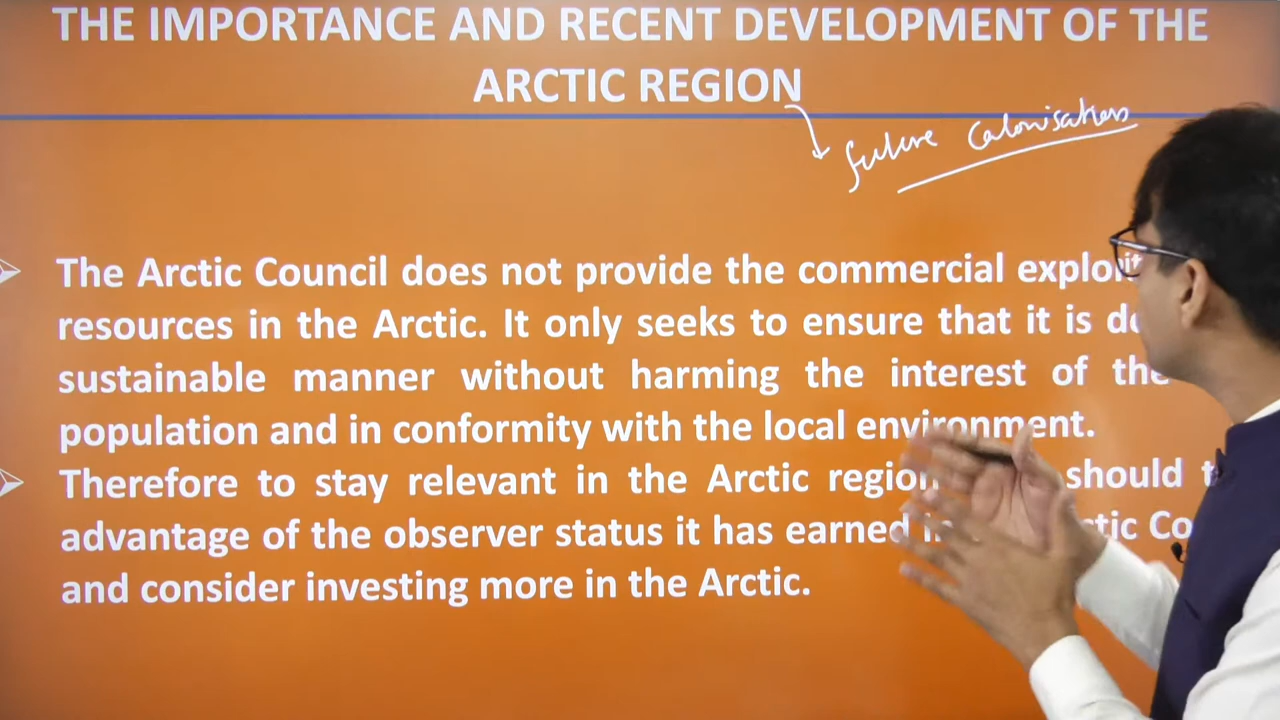 THE IMPORTANCE AND RECENT DEVELOPMENT OF THE
ARCTIC REGION
future Colonisation
The Arctic Council does not provide the commercial exploit
resources in the Arctic. It only seeks to ensure that it is
sustainable manner without harming the interest of the
population and in conformity with the local environment.
Therefore to stay relevant in the Arctic region should
advantage of the observer status it has earned
and consider investing more in the Arctic.